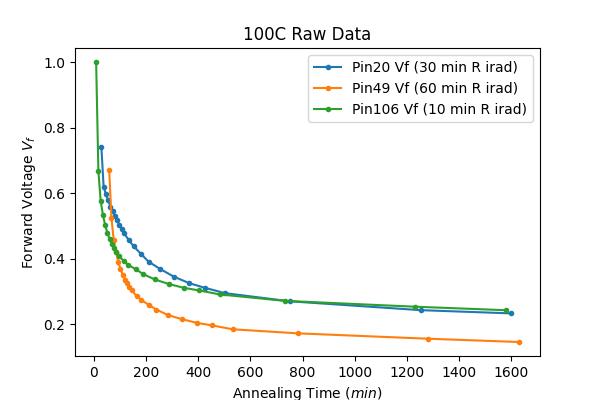 100C Raw Data
Pin20 Vf (30 min R irad)
Pin49 Vf (60 min R irad)
Pin106 Vf (10 min R irad)
Forward Voltage V_f
1.0
0.8
0.6
0.4
0.2
0 200 400 600 800 1000 1200 1400 1600
Annealing Time (min)